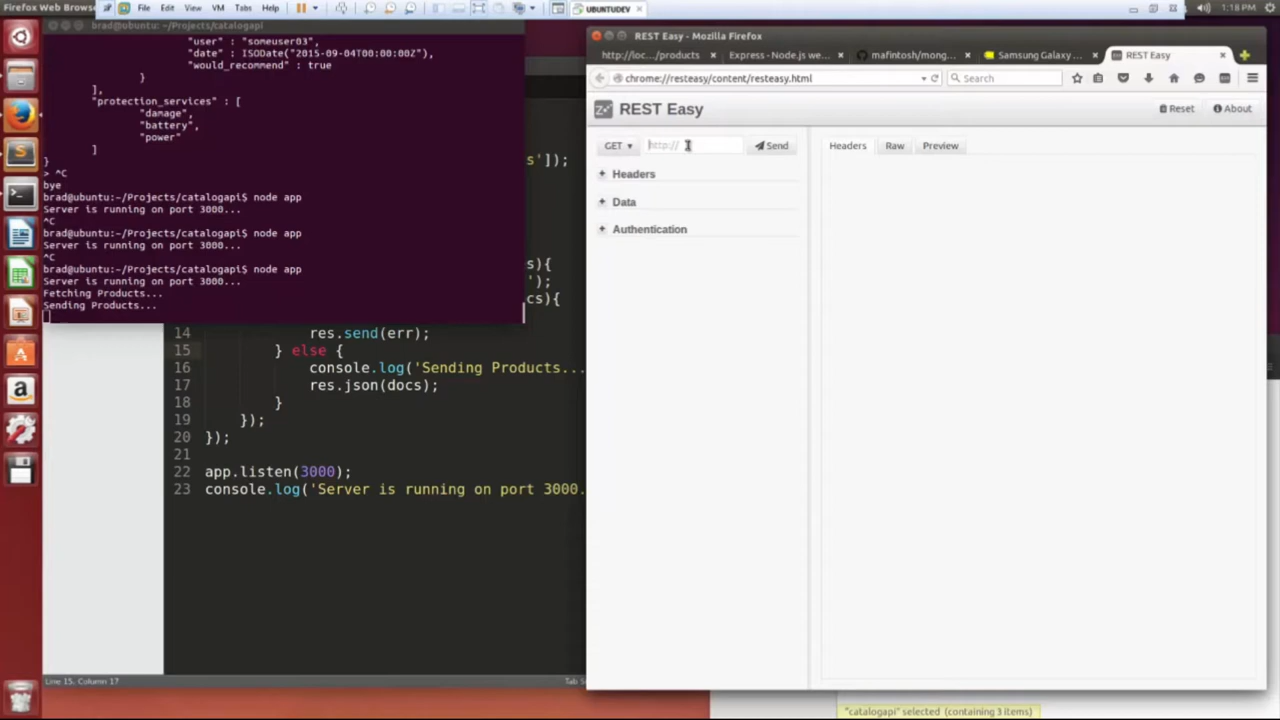 Firefox Web Brows
File Edit View VM Tabs Help
UBUNTUDEV
1:18 PM
brad@ubuntu: ~/Projects/catalogapi
"user" : "someuser03",
"date" : ISODate("2015-09-04T00:00:00Z"),
"would_recommend" : true
}
],
"protection_services" : [
"damage",
"battery",
"power"
]
}
> ^C
bye
brad@ubuntu:~/Projects/catalogapi$ node app
Server is running on port 3000...
^C
brad@ubuntu:~/Projects/catalogapi$ node app
Server is running on port 3000...
^C
brad@ubuntu:~/Projects/catalogapi$ node app
Server is running on port 3000...
Fetching Products...
Sending Products...
s']);
s){
');
cs){
14 res.send(err);
15 } else {
16 console.log('Sending Products...
17 res.json(docs);
18 }
19 });
20 });
21
22 app.listen(3000);
23 console.log('Server is running on port 3000.
Line 15, Column 17
Tab S
REST Easy - Mozilla Firefox
http://loc.../products
Express - Node.js we...
mafintosh/mong...
Samsung Galaxy ...
REST Easy
chrome://resteasy/content/resteasy.html
Search
REST Easy
Reset
About
GET
http://
Send
Headers
Data
Authentication
Headers Raw Preview
"catalogapi" selected (containing 3 items)